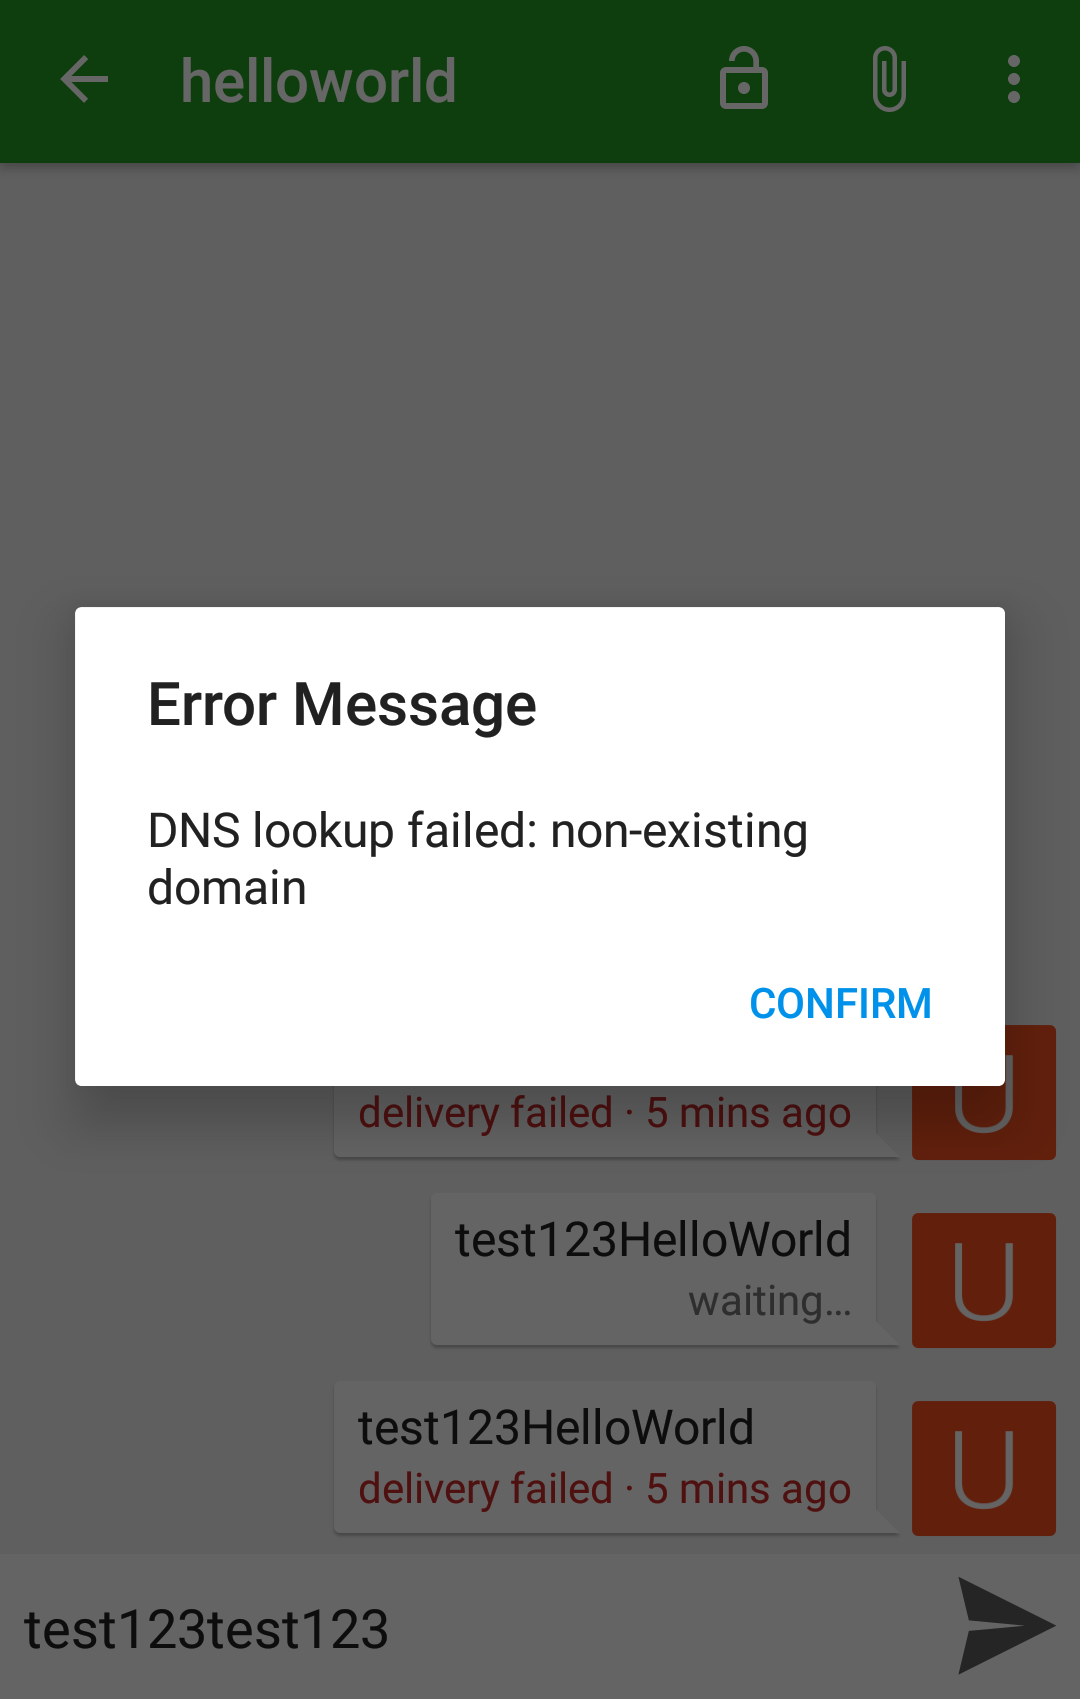 helloworld
Error Message
DNS lookup failed: non-existing
domain
CONFIRM
delivery failed · 5 mins ago
U
test123HelloWorld
waiting…
U
test123HelloWorld
delivery failed · 5 mins ago
U
test123test123